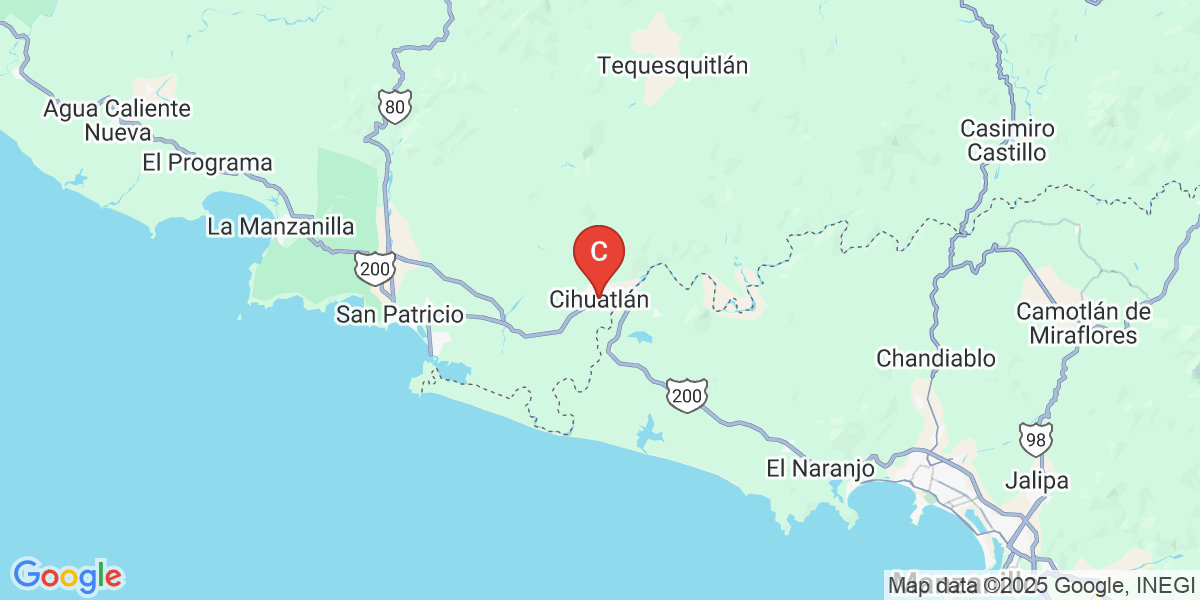 Tequesquitlán
80
Agua Caliente
Nueva
Casimiro
Castillo
El Programa
La Manzanilla
C
200
Cihuatlán
San Patricio
Camotlán de
Miraflores
Chandiablo
200
98
El Naranjo
Jalipa
Google
Manzanillo
Map data ©2025 Google, INEGI